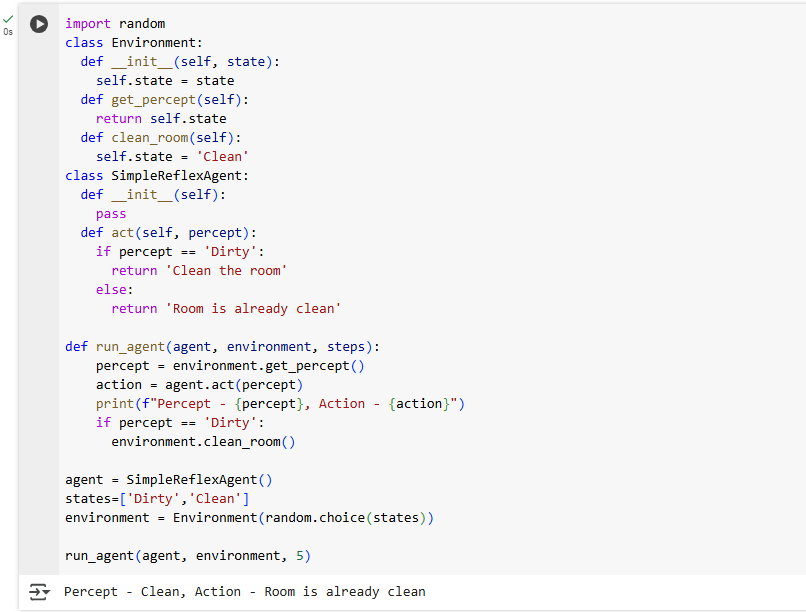 0s
import random
class Environment:
  def __init__(self, state):
    self.state = state
  def get_percept(self):
    return self.state
  def clean_room(self):
    self.state = 'Clean'
class SimpleReflexAgent:
  def __init__(self):
    pass
  def act(self, percept):
    if percept == 'Dirty':
      return 'Clean the room'
    else:
      return 'Room is already clean'
def run_agent(agent, environment, steps):
    percept = environment.get_percept()
    action = agent.act(percept)
    print(f"Percept - {percept}, Action - {action}")
    if percept == 'Dirty':
      environment.clean_room()
agent = SimpleReflexAgent()
states=['Dirty','Clean']
environment = Environment(random.choice(states))
run_agent(agent, environment, 5)
Percept - Clean, Action - Room is already clean